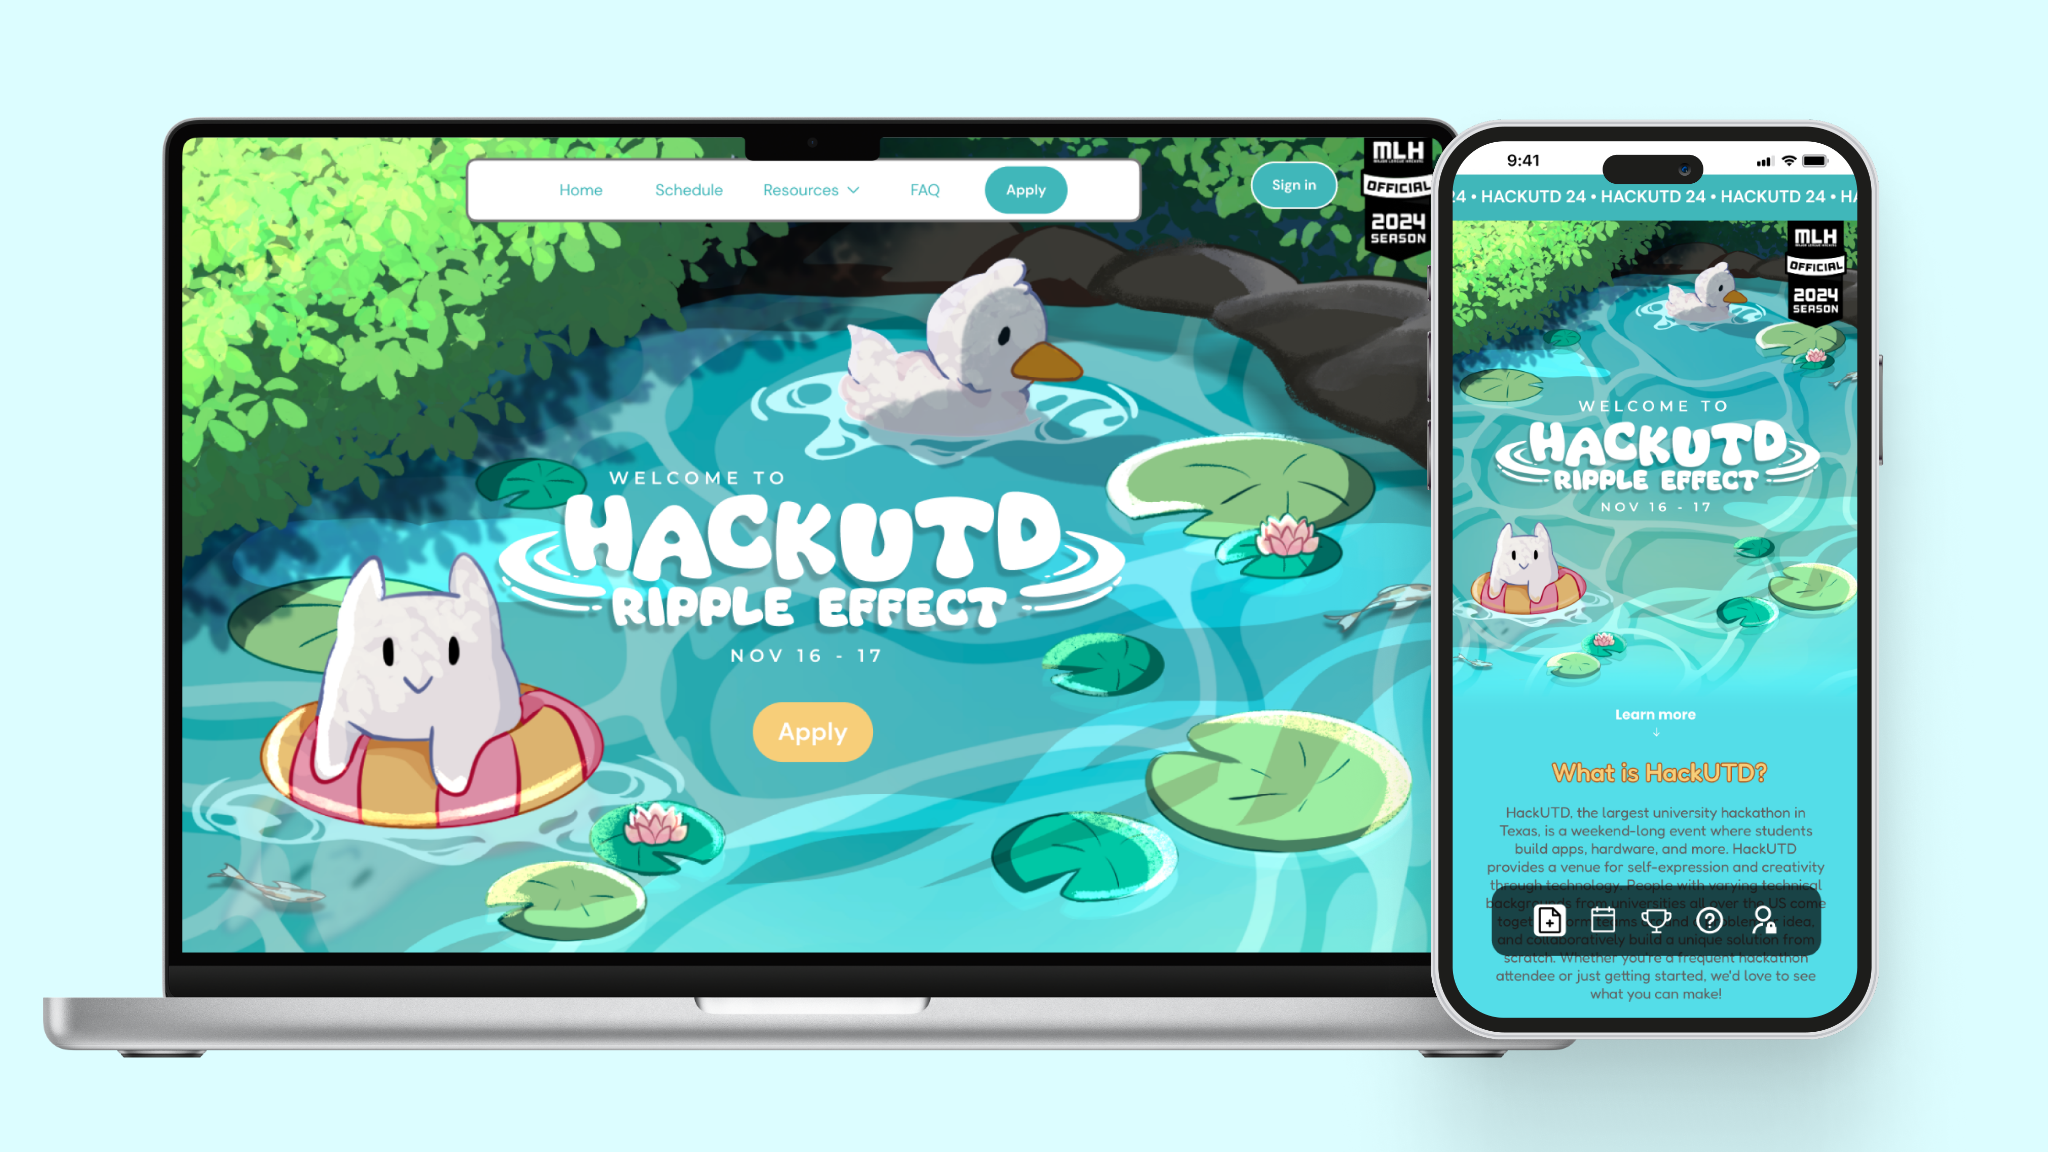 Home Schedule Resources FAQ Apply
Sign in
MLH
OFFICIAL
2024
SEASON
WELCOME TO
HACKUTD
RIPPLE EFFECT
NOV 16 - 17
Apply
9:41
24 • HACKUTD 24 • HACKUTD 24 • HACKUTD 24 • HA
MLH
OFFICIAL
2024
SEASON
WELCOME TO
HACKUTD
RIPPLE EFFECT
NOV 16 - 17
Learn more
↓
What is HackUTD?
HackUTD, the largest university hackathon in
Texas, is a weekend-long event where students
build apps, hardware, and more. HackUTD
provides a venue for self-expression and creativity
through technology. People with varying technical
backgrounds from universities all over the US come
idea,
and collaboratively build a unique solution from
scratch. Whether you're a frequent hackathon
attendee or just getting started, we'd love to see
what you can make!